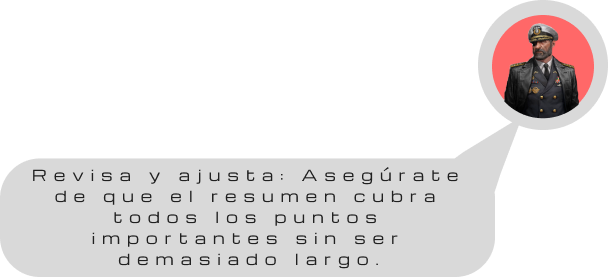 Revisa y ajusta: Asegúrate
de que el resumen cubra
todos los puntos
importantes sin ser
demasiado largo.